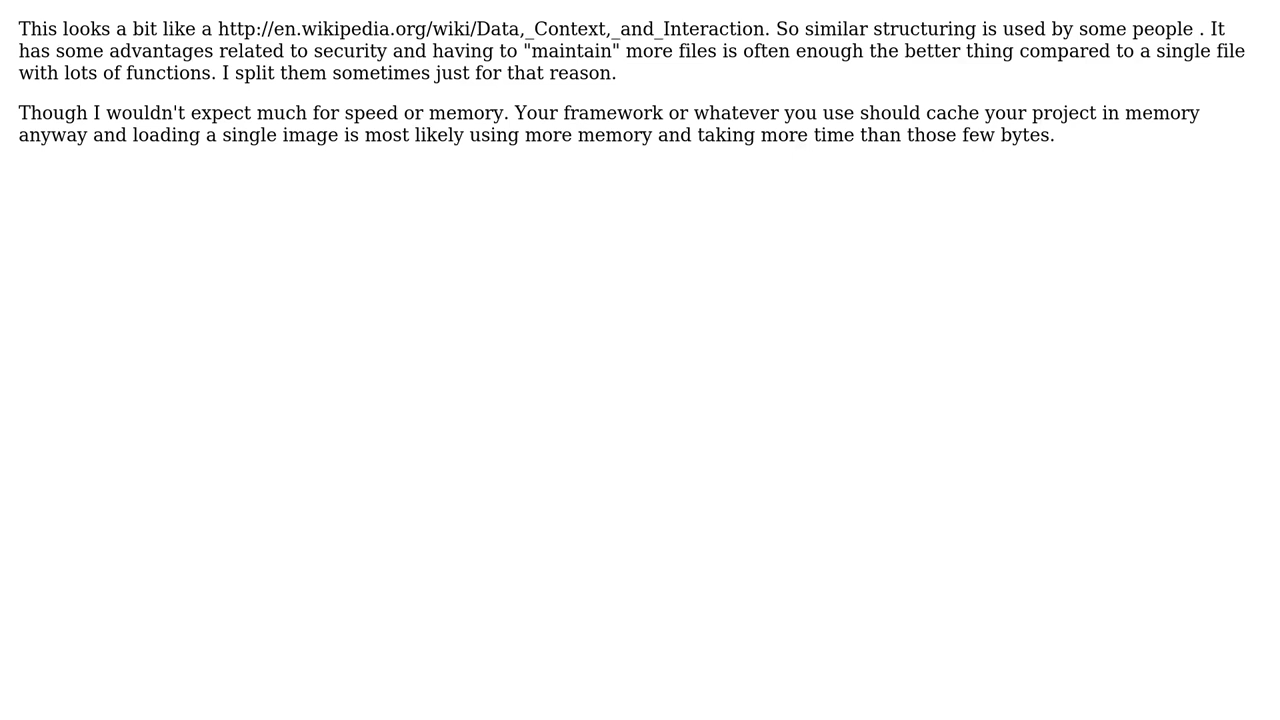 This looks a bit like a http://en.wikipedia.org/wiki/Data,_Context,_and_Interaction. So similar structuring is used by some people . It
has some advantages related to security and having to "maintain" more files is often enough the better thing compared to a single file
with lots of functions. I split them sometimes just for that reason.
Though I wouldn't expect much for speed or memory. Your framework or whatever you use should cache your project in memory
anyway and loading a single image is most likely using more memory and taking more time than those few bytes.